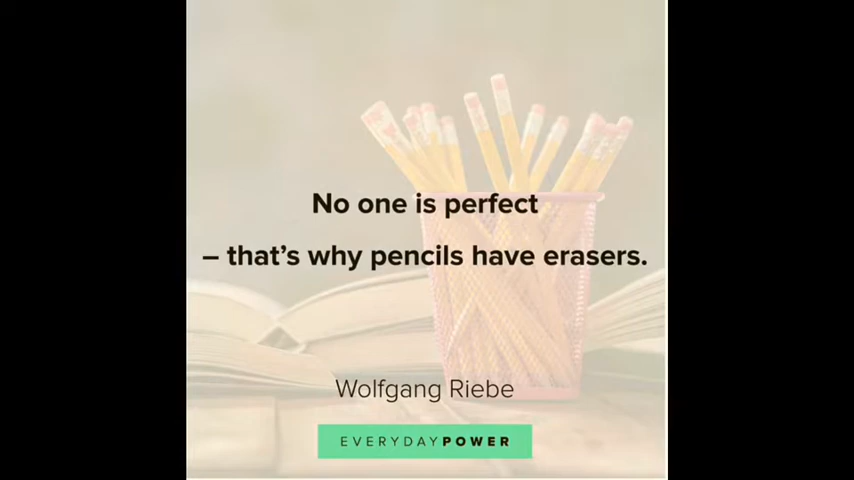 No one is perfect
– that’s why pencils have erasers.
Wolfgang Riebe
EVERYDAYPOWER